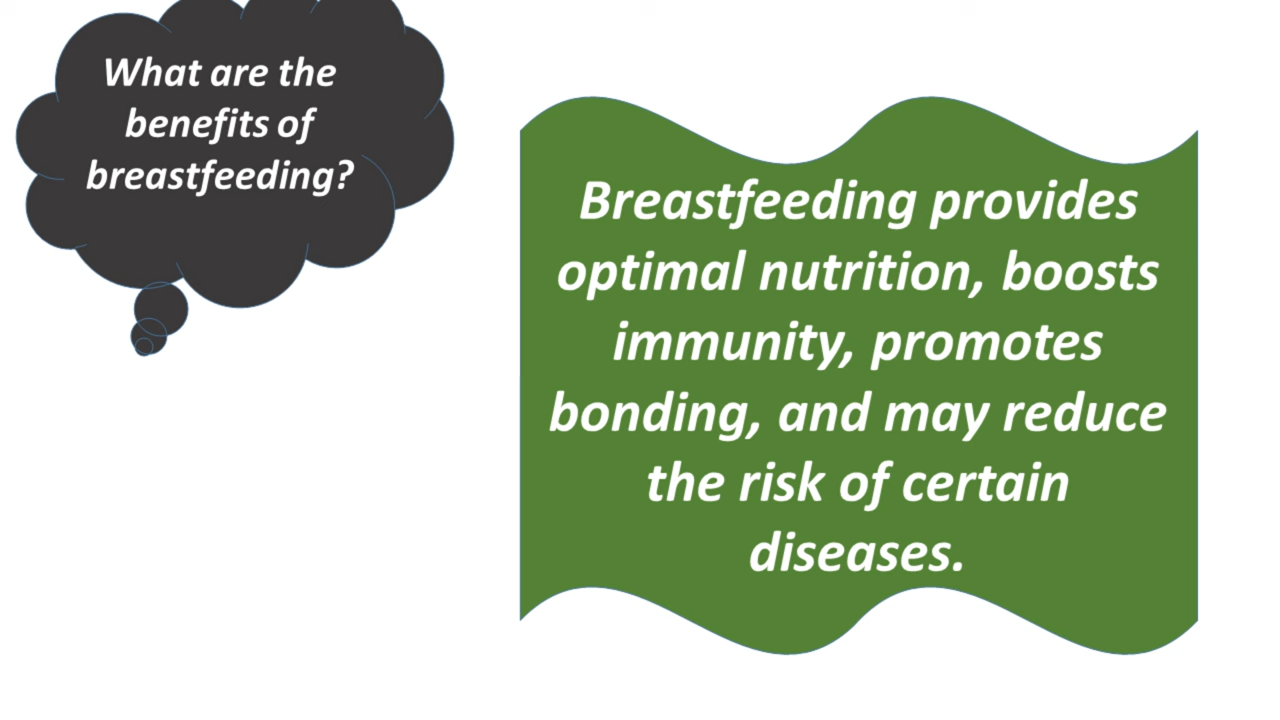 What are the
benefits of
breastfeeding?
Breastfeeding provides
optimal nutrition, boosts
immunity, promotes
bonding, and may reduce
the risk of certain
diseases.